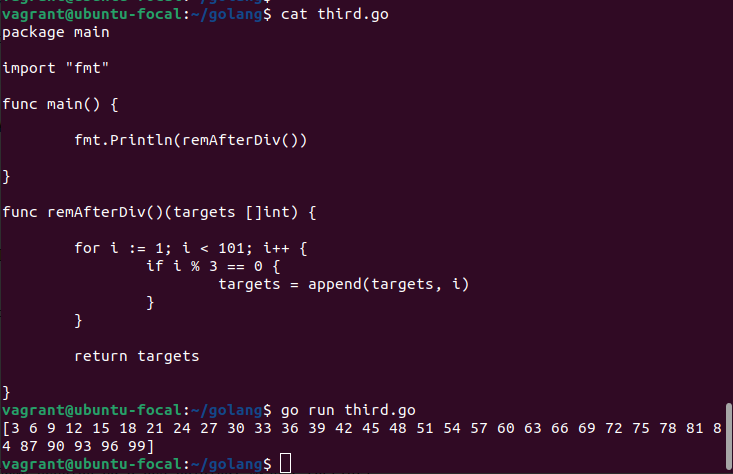 vagrant@ubuntu-focal:~/golang$ cat third.go
package main
import "fmt"
func main() {
fmt.Println(remAfterDiv())
}
func remAfterDiv()(targets []int) {
for i := 1; i < 101; i++ {
if i % 3 == 0 {
targets = append(targets, i)
}
}
return targets
}
vagrant@ubuntu-focal:~/golang$ go run third.go
[3 6 9 12 15 18 21 24 27 30 33 36 39 42 45 48 51 54 57 60 63 66 69 72 75 78 81 8
4 87 90 93 96 99]
vagrant@ubuntu-focal:~/golang$